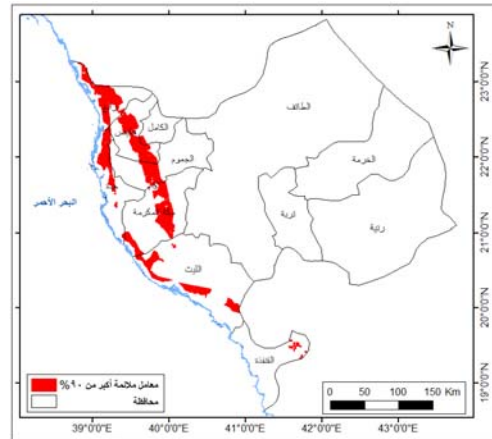 N
الطائف
الكامل
الجموم
الخرمة
البحر الأحمر
مكة المكرمة
تربة
رنية
الليث
القنفذة
معامل ملائمة أكبر من ٩٠%
محافظة
0 50 100 150 Km
23°0'0"N
22°0'0"N
21°0'0"N
20°0'0"N
19°0'0"N
39°0'0"E 40°0'0"E 41°0'0"E 42°0'0"E 43°0'0"E